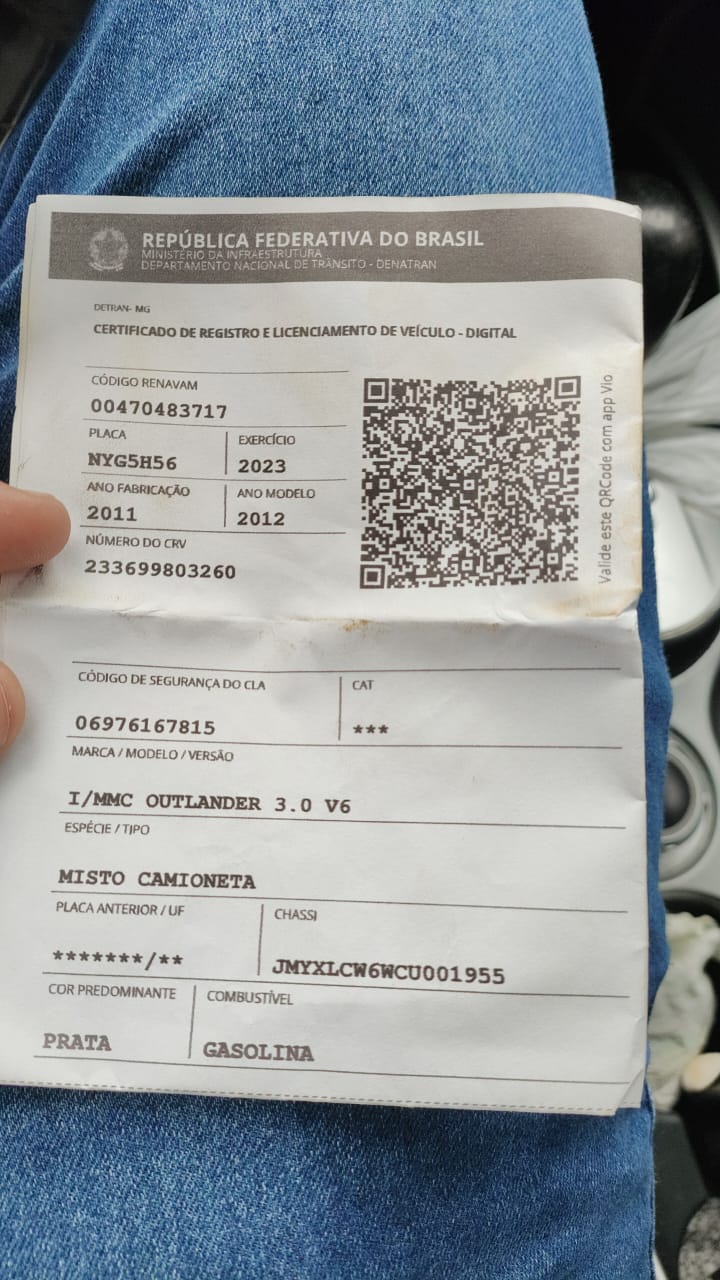 REPÚBLICA FEDERATIVA DO BRASIL
MINISTÉRIO DA INFRAESTRUTURA
DEPARTAMENTO NACIONAL DE TRÂNSITO - DENATRAN
DETRAN- MG
CERTIFICADO DE REGISTRO E LICENCIAMENTO DE VEÍCULO - DIGITAL
CÓDIGO RENAVAM
00470483717
PLACA EXERCÍCIO
NYG5H56 2023
ANO FABRICAÇÃO ANO MODELO
2011 2012
NÚMERO DO CRV
233699803260
Valide este QRCode com app Vio
CÓDIGO DE SEGURANÇA DO CLA CAT
06976167815 ***
MARCA / MODELO / VERSÃO
I/MMC OUTLANDER 3.0 V6
ESPÉCIE / TIPO
MISTO CAMIONETA
PLACA ANTERIOR / UF CHASSI
*******/** JMYXLCW6WCU001955
COR PREDOMINANTE COMBUSTÍVEL
PRATA GASOLINA